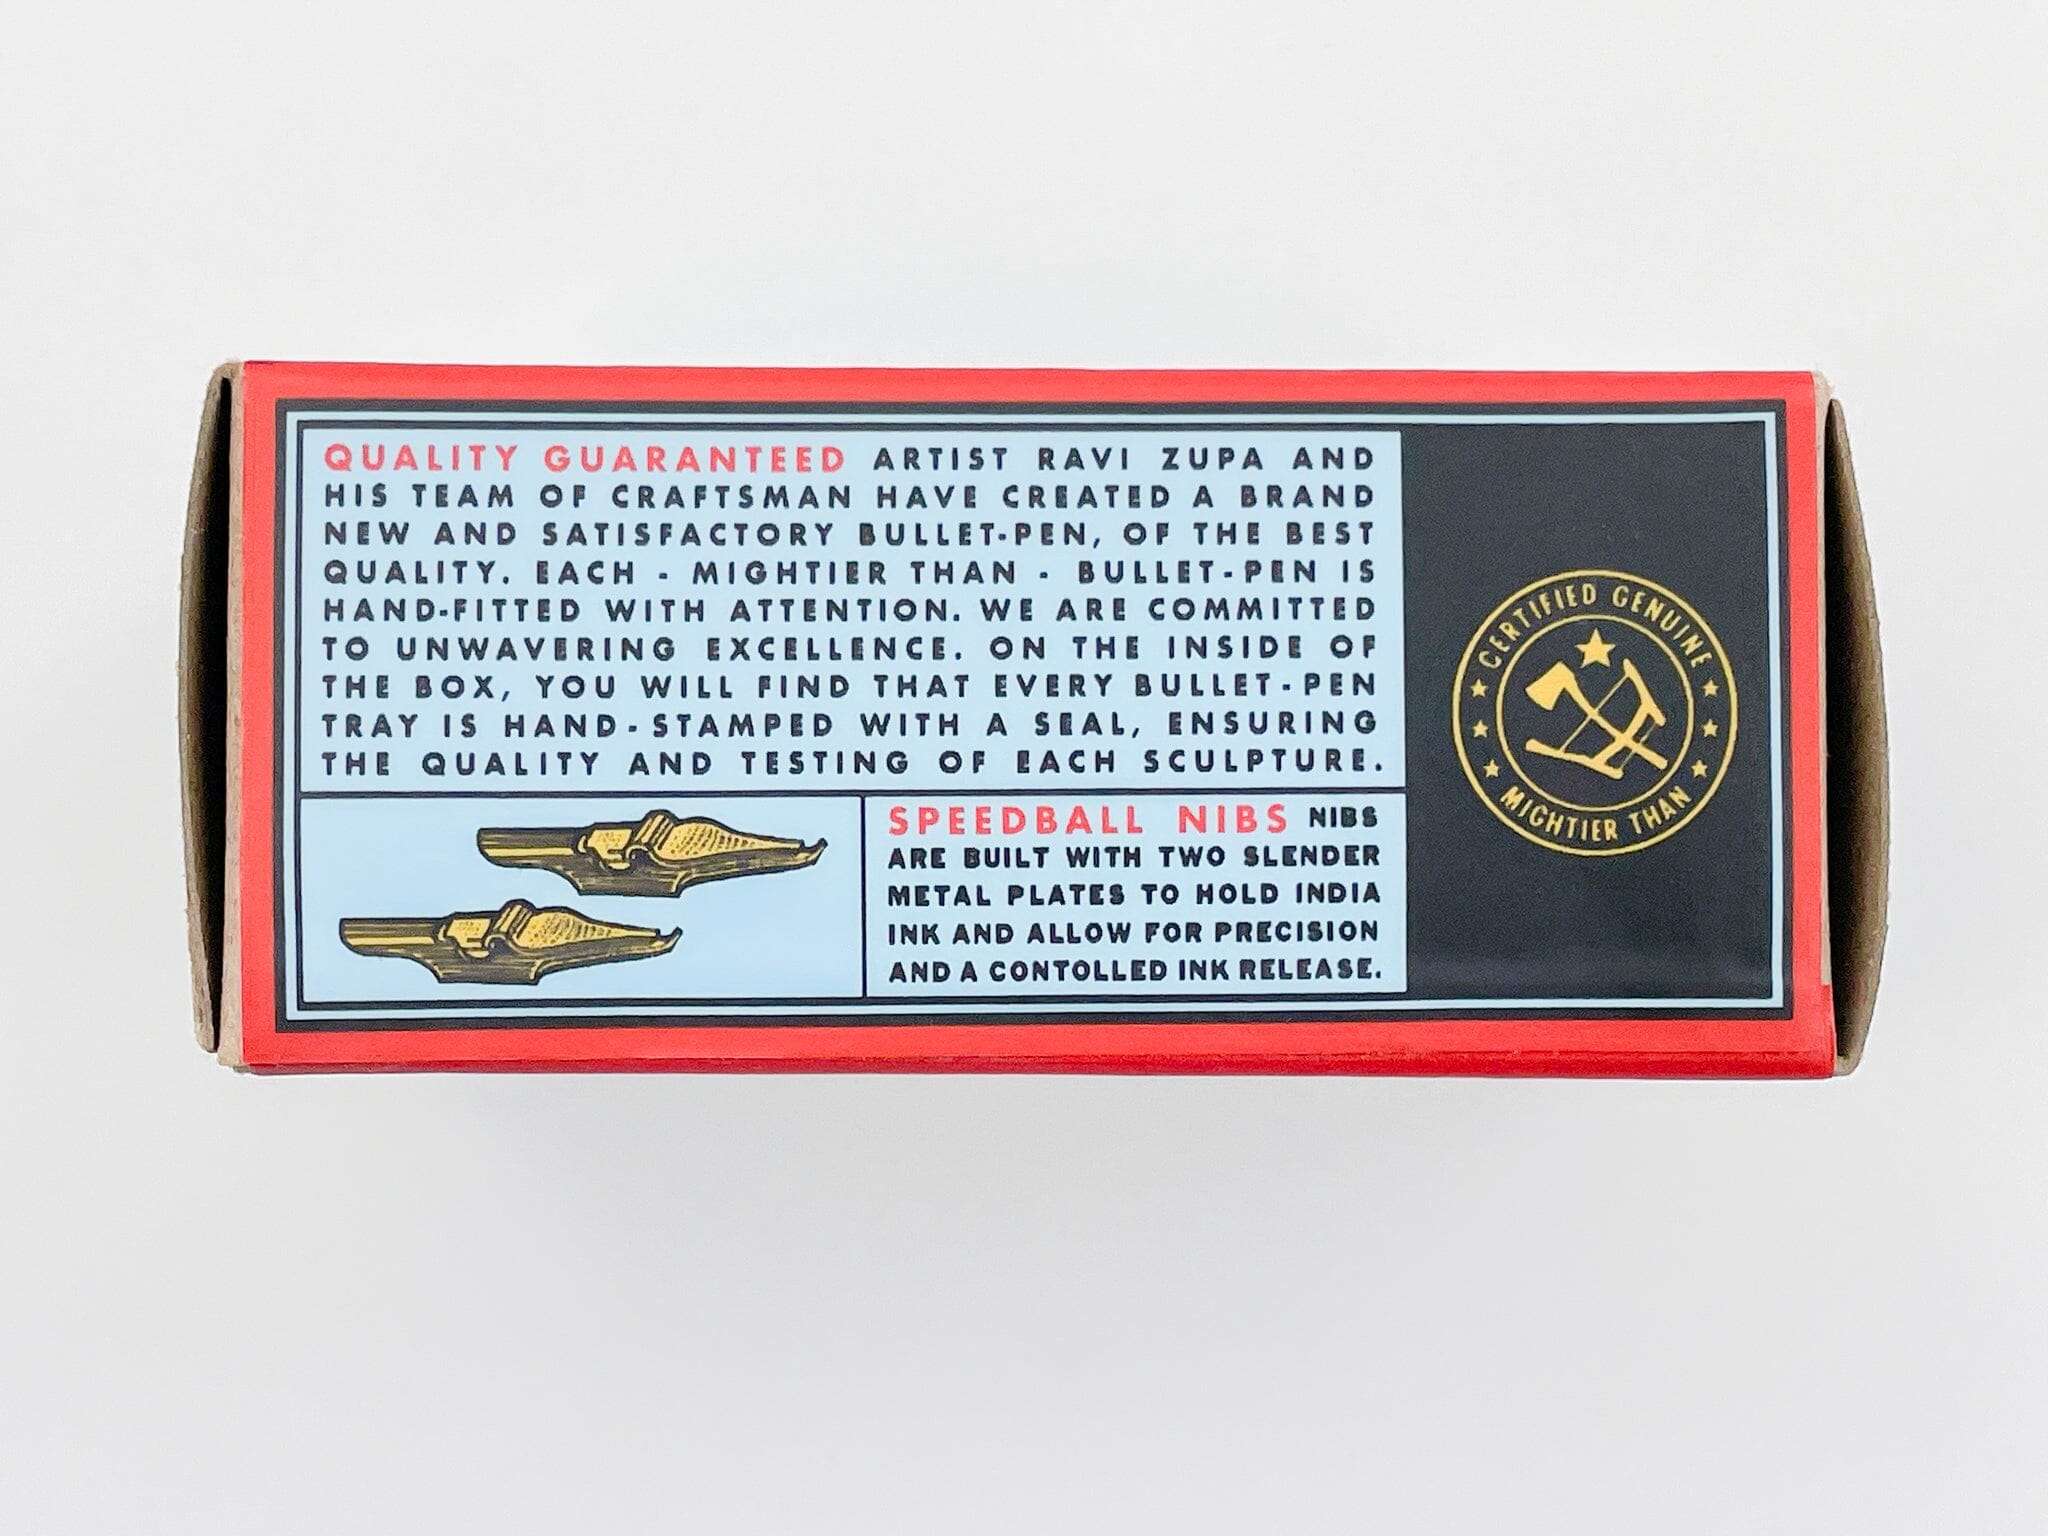 QUALITY GUARANTEED ARTIST RAVI ZUPA AND
HIS TEAM OF CRAFTSMAN HAVE CREATED A BRAND
NEW AND SATISFACTORY BULLET-PEN, OF THE BEST
QUALITY. EACH - MIGHTIER THAN - BULLET-PEN IS
HAND-FITTED WITH ATTENTION. WE ARE COMMITTED
TO UNWAVERING EXCELLENCE. ON THE INSIDE OF
THE BOX, YOU WILL FIND THAT EVERY BULLET-PEN
TRAY IS HAND-STAMPED WITH A SEAL, ENSURING
THE QUALITY AND TESTING OF EACH SCULPTURE.
SPEEDBALL NIBS NIBS
ARE BUILT WITH TWO SLENDER
METAL PLATES TO HOLD INDIA
INK AND ALLOW FOR PRECISION
AND A CONTOLLED INK RELEASE.
CERTIFIED GENUINE
MIGHTIER THAN